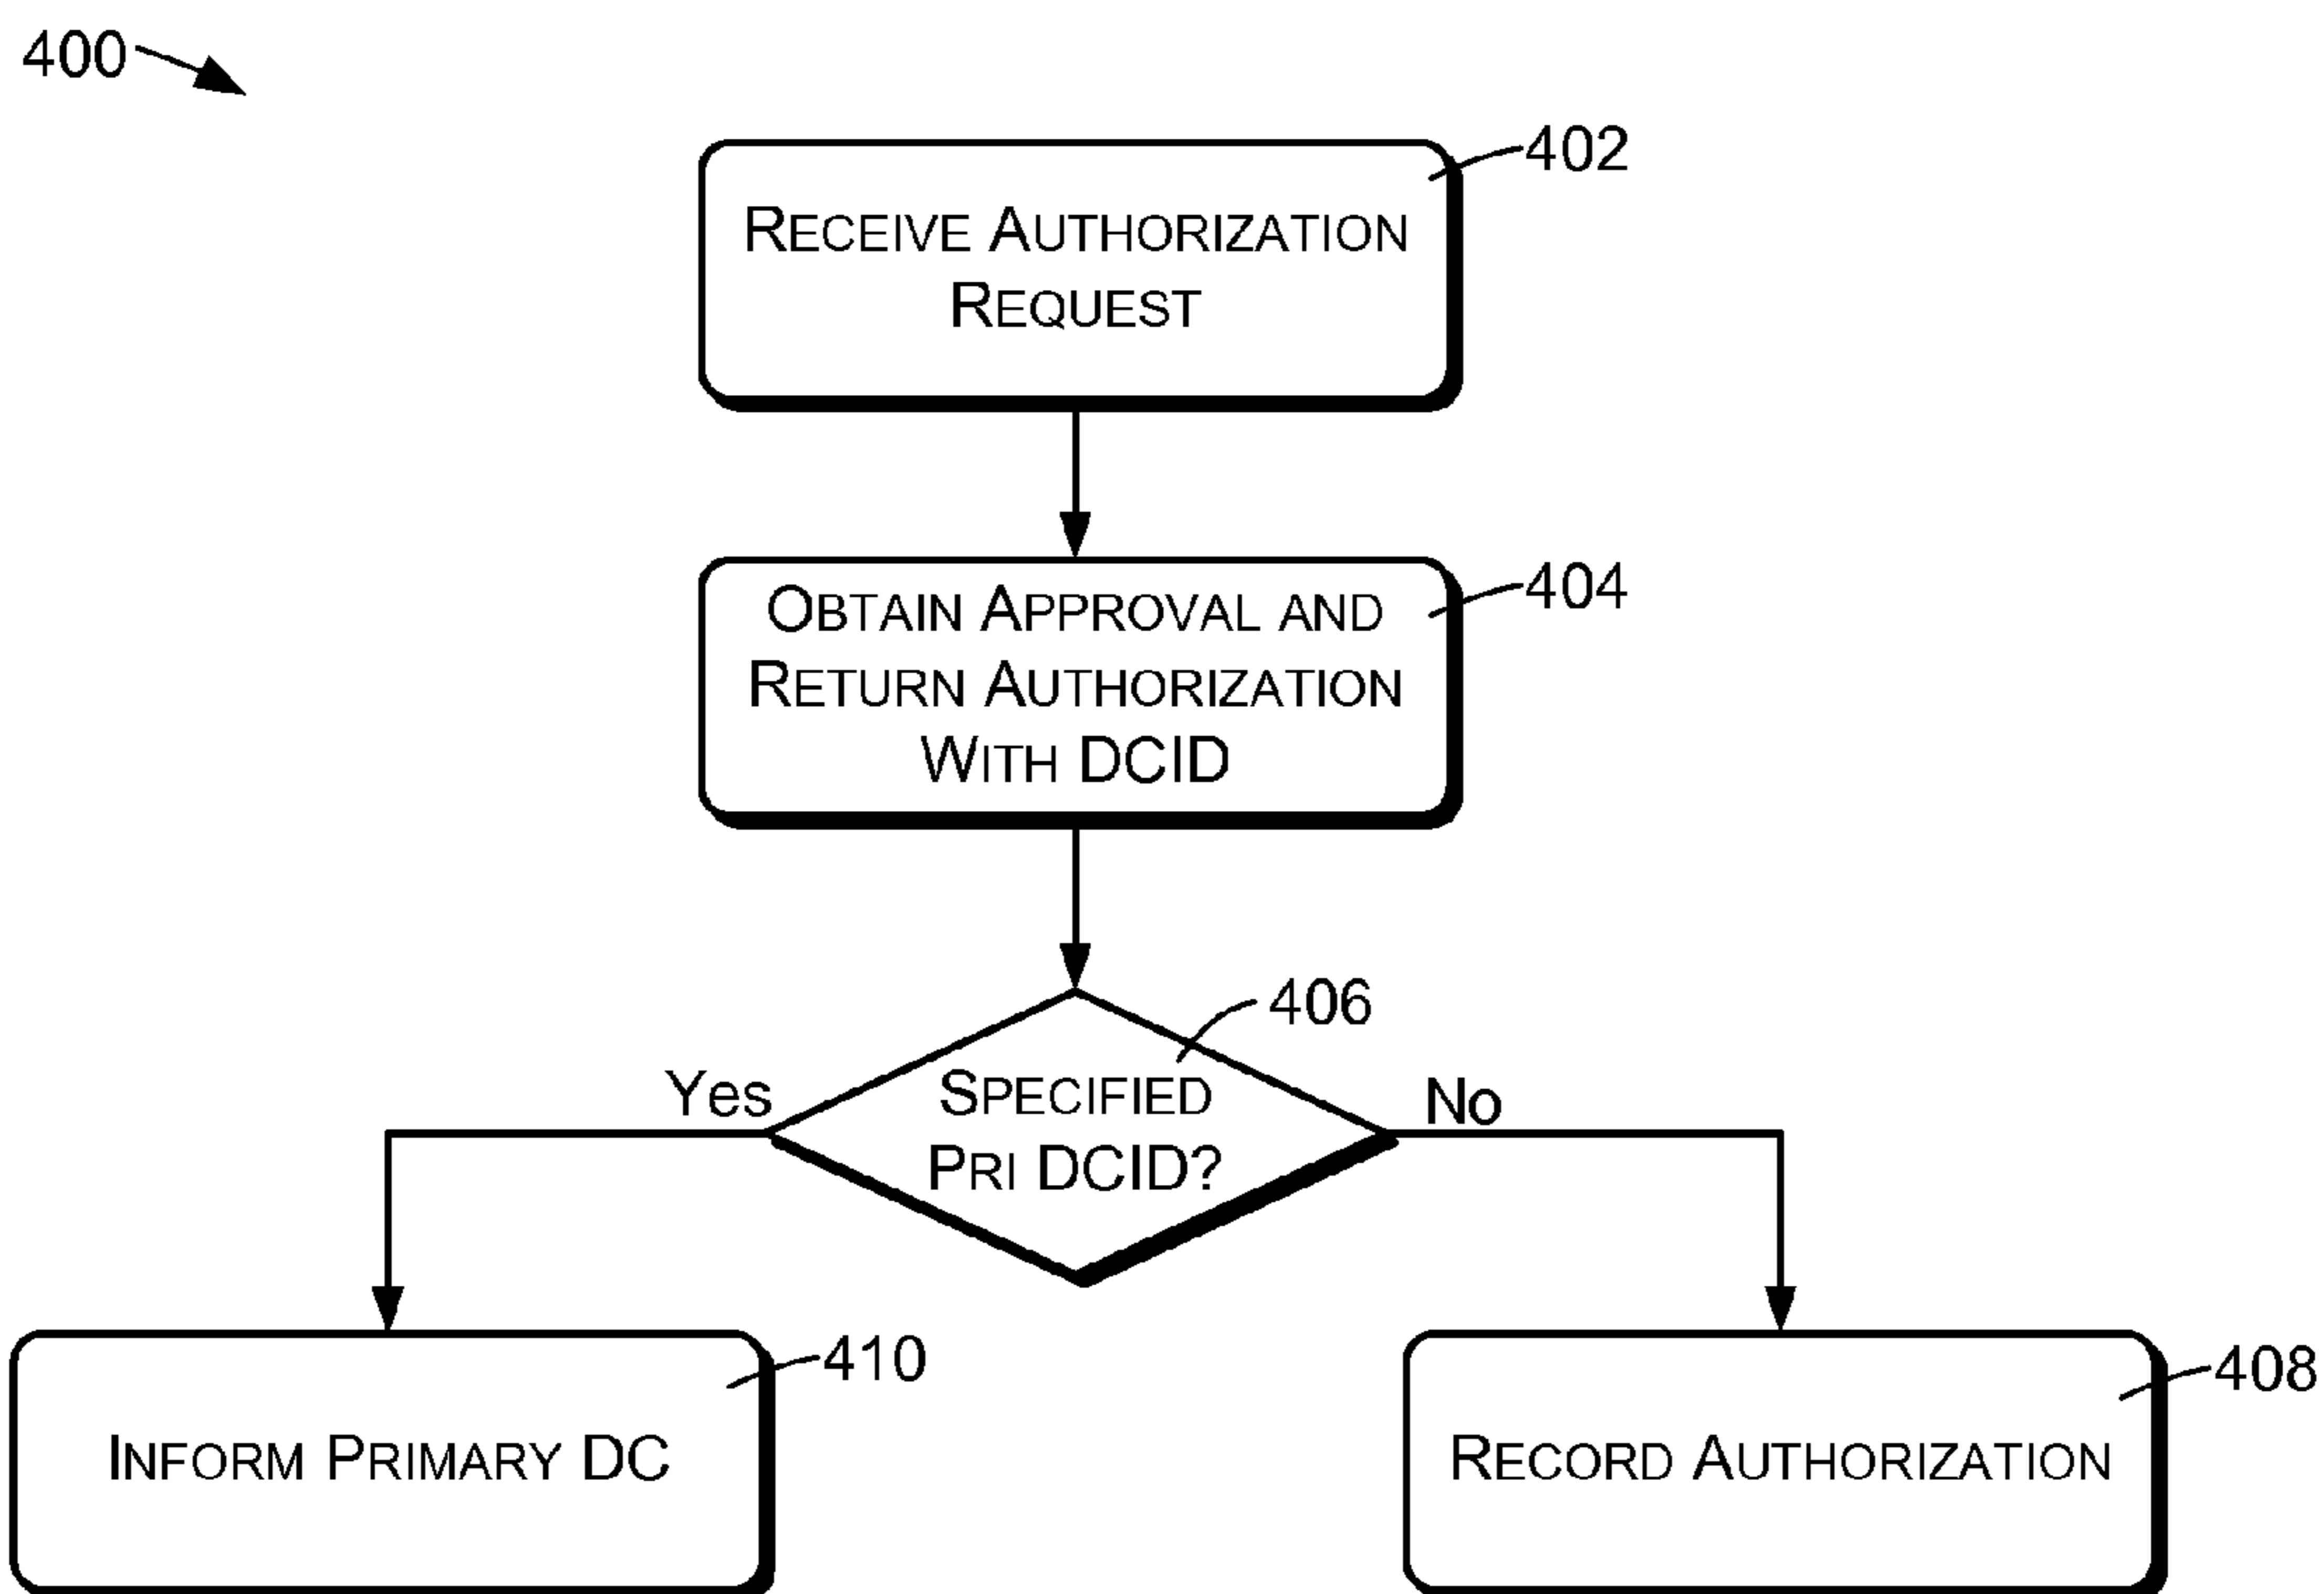 400
402
RECEIVE AUTHORIZATION
REQUEST
404
OBTAIN APPROVAL AND
RETURN AUTHORIZATION
WITH DCID
406
Yes
SPECIFIED
PRI DCID?
No
410
INFORM PRIMARY DC
408
RECORD AUTHORIZATION